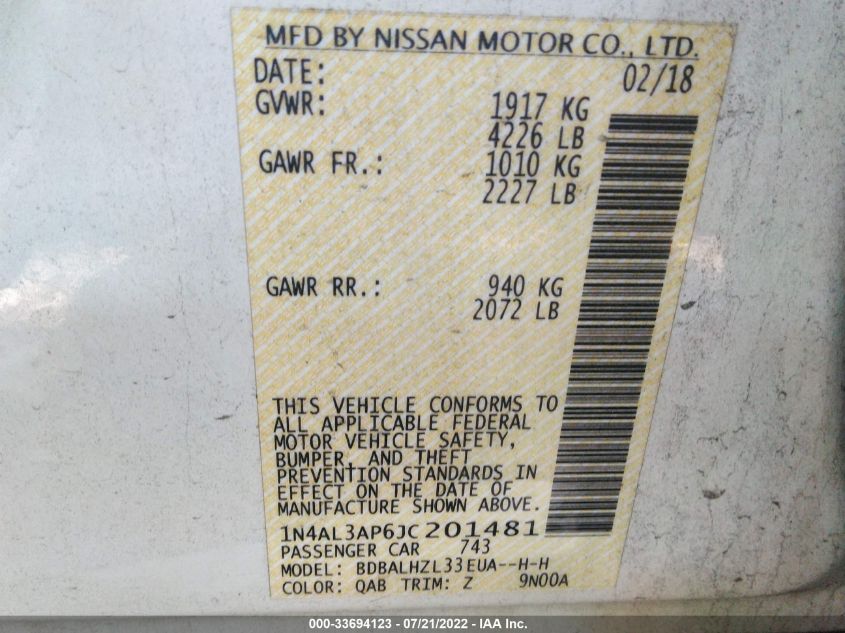 MFD BY NISSAN MOTOR CO., LTD.
DATE: 02/18
GVWR: 1917 KG
4226 LB
GAWR FR.: 1010 KG
2227 LB
GAWR RR.: 940 KG
2072 LB
THIS VEHICLE CONFORMS TO
ALL APPLICABLE FEDERAL
MOTOR VEHICLE SAFETY,
BUMPER, AND THEFT
PREVENTION STANDARDS IN
EFFECT ON THE DATE OF
MANUFACTURE SHOWN ABOVE.
1N4AL3AP6JC201481
PASSENGER CAR 743
MODEL: BDBALHZL33EUA--H-H
COLOR: QAB TRIM: Z 9N00A
000-33694123 - 07/21/2022 - IAA Inc.